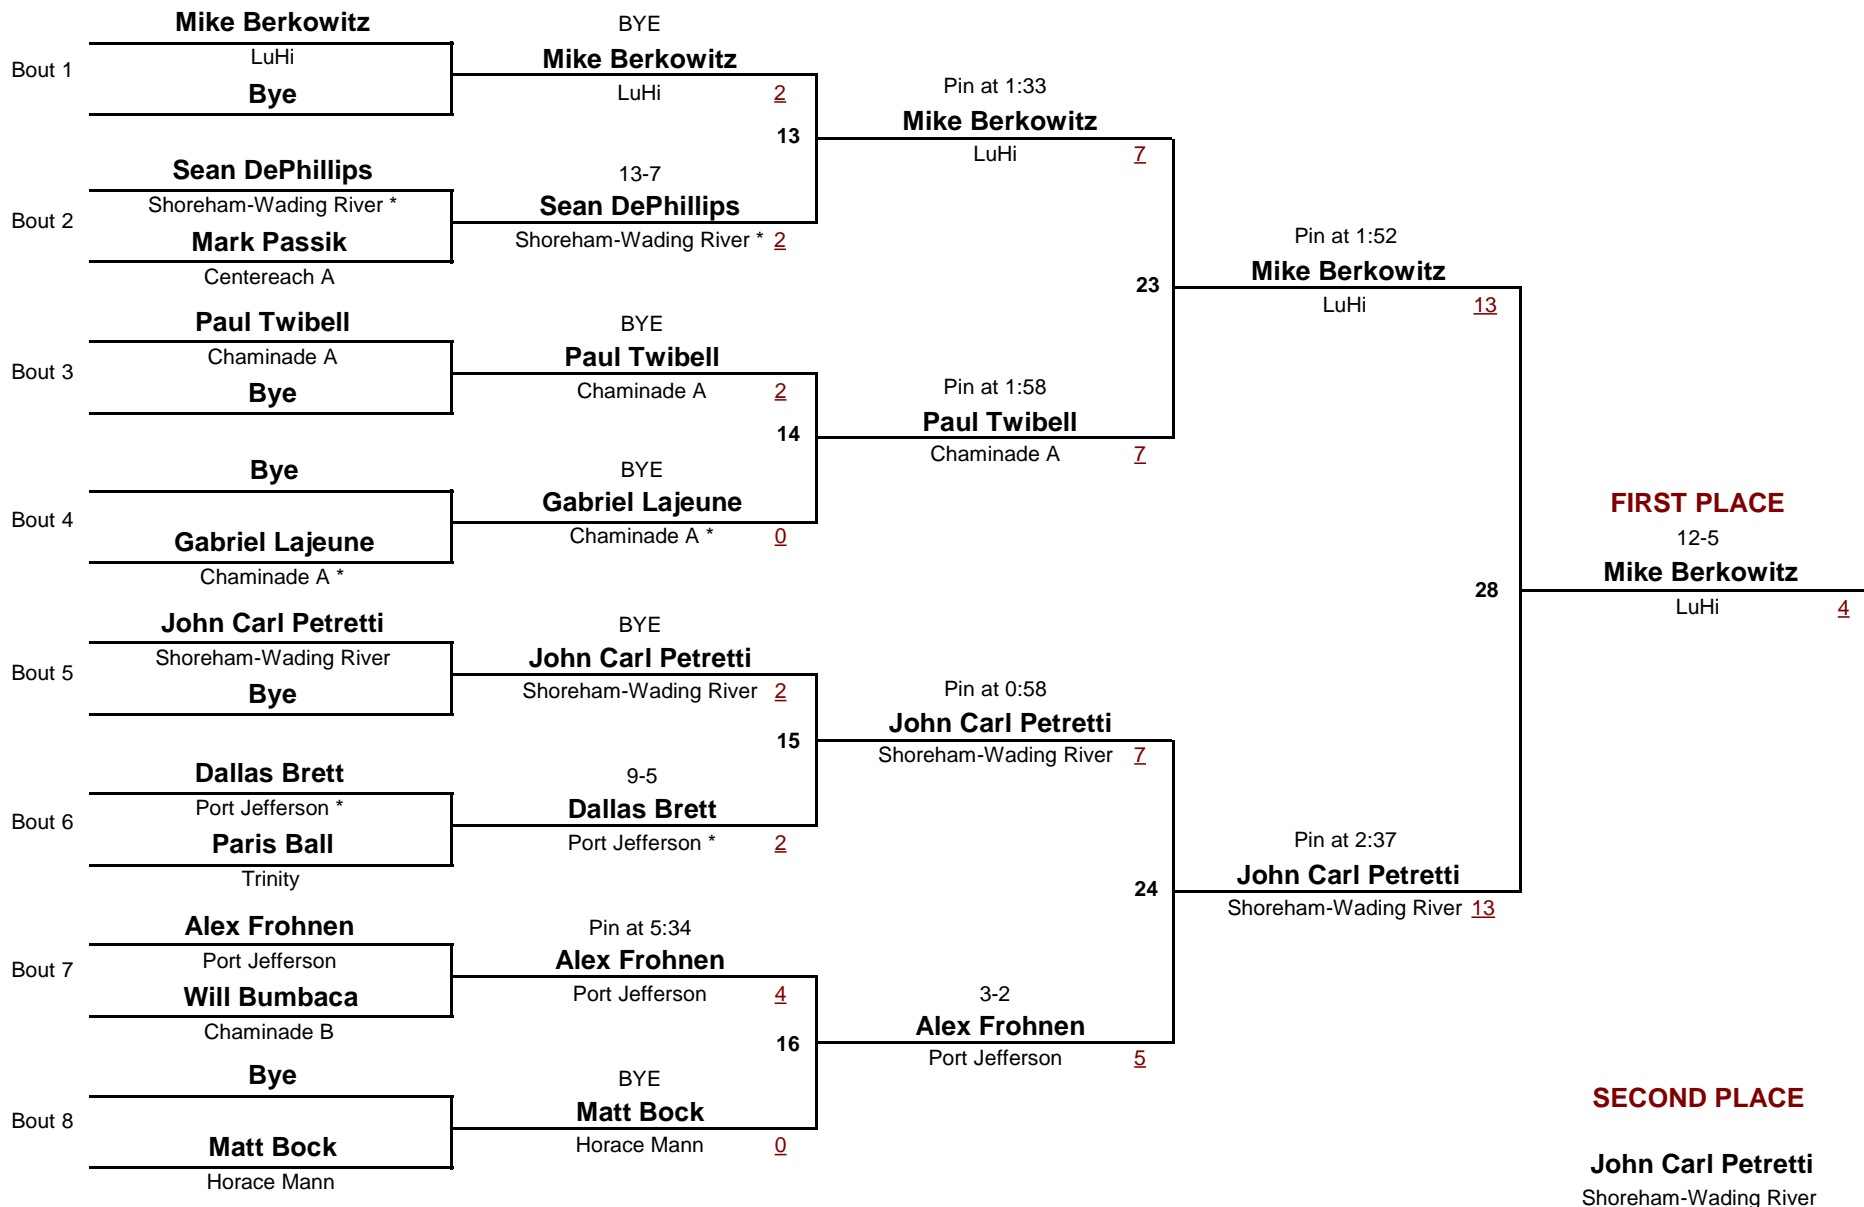 Mike Berkowitz
LuHi
Bout 1
Bye
Sean DePhillips
Shoreham-Wading River *
Bout 2
Mark Passik
Centereach A
Paul Twibell
Chaminade A
Bout 3
Bye
Bye
Bout 4
Gabriel Lajeune
Chaminade A *
John Carl Petretti
Shoreham-Wading River
Bout 5
Bye
Dallas Brett
Port Jefferson *
Bout 6
Paris Ball
Trinity
Alex Frohnen
Port Jefferson
Bout 7
Will Bumbaca
Chaminade B
Bye
Bout 8
Matt Bock
Horace Mann
BYE
Mike Berkowitz
LuHi 2
13
13-7
Sean DePhillips
Shoreham-Wading River * 2
BYE
Paul Twibell
Chaminade A 2
14
BYE
Gabriel Lajeune
Chaminade A * 0
BYE
John Carl Petretti
Shoreham-Wading River 2
15
9-5
Dallas Brett
Port Jefferson * 2
Pin at 5:34
Alex Frohnen
Port Jefferson 4
16
BYE
Matt Bock
Horace Mann 0
Pin at 1:33
Mike Berkowitz
LuHi 7
23
Pin at 1:58
Paul Twibell
Chaminade A 7
Pin at 0:58
John Carl Petretti
Shoreham-Wading River 7
24
3-2
Alex Frohnen
Port Jefferson 5
Pin at 1:52
Mike Berkowitz
LuHi 13
28
Pin at 2:37
John Carl Petretti
Shoreham-Wading River 13
FIRST PLACE
12-5
Mike Berkowitz
LuHi 4
SECOND PLACE
John Carl Petretti
Shoreham-Wading River